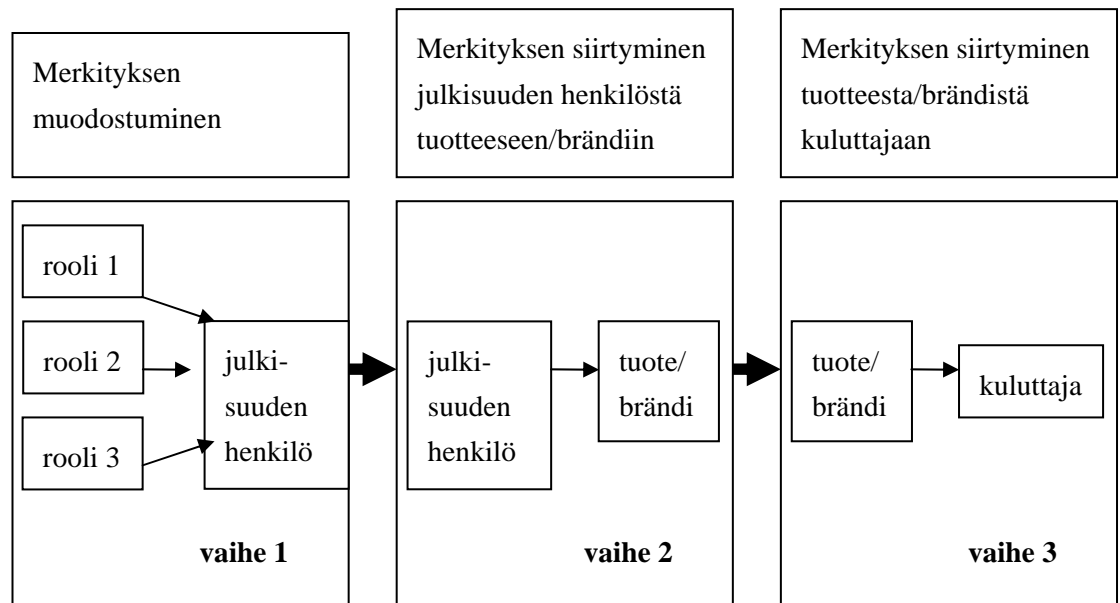 Merkityksen
muodostuminen
Merkityksen siirtyminen
julkisuuden henkilöstä
tuotteeseen/brändiin
Merkityksen siirtyminen
tuotteesta/brändistä
kuluttajaan
rooli 1
rooli 2
rooli 3
julki-
suuden
henkilö
vaihe 1
julki-
suuden
henkilö
tuote/
brändi
vaihe 2
tuote/
brändi
kuluttaja
vaihe 3